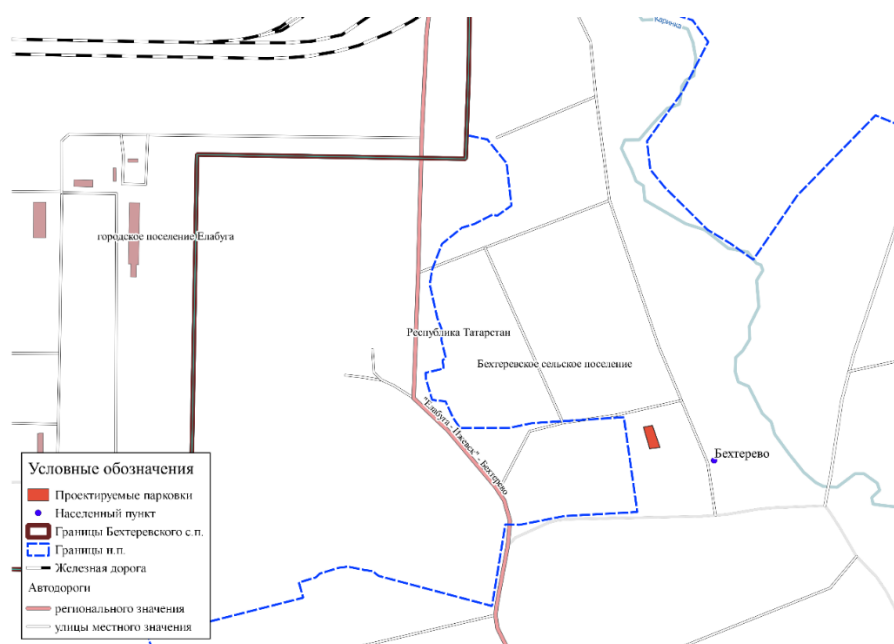 Каринка
городское поселение Елабуга
Республика Татарстан
Бехтеревское сельское поселение
"Елабуга - Ижевск" - Бехтерево
Бехтерево
Условные обозначения
Проектируемые парковки
Населенный пункт
Границы Бехтеревского с.п.
Границы н.п.
Железная дорога
Автодороги
регионального значения
улицы местного значения